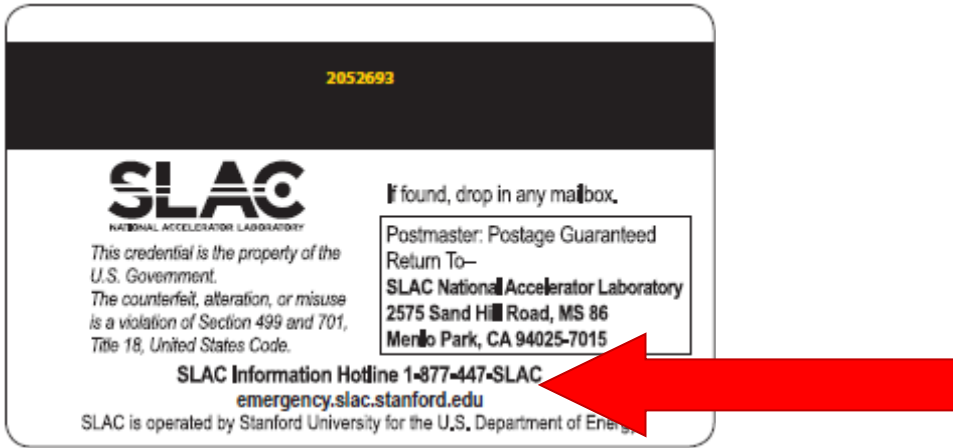 2052693
SLAC
NATIONAL ACCELERATOR LABORATORY
This credential is the property of the
U.S. Government.
The counterfeit, alteration, or misuse
is a violation of Section 499 and 701,
Title 18, United States Code.
If found, drop in any mailbox.
Postmaster: Postage Guaranteed
Return To–
SLAC National Accelerator Laboratory
2575 Sand Hill Road, MS 86
Menlo Park, CA 94025-7015
SLAC Information Hotline 1-877-447-SLAC
emergency.slac.stanford.edu
SLAC is operated by Stanford University for the U.S. Department of